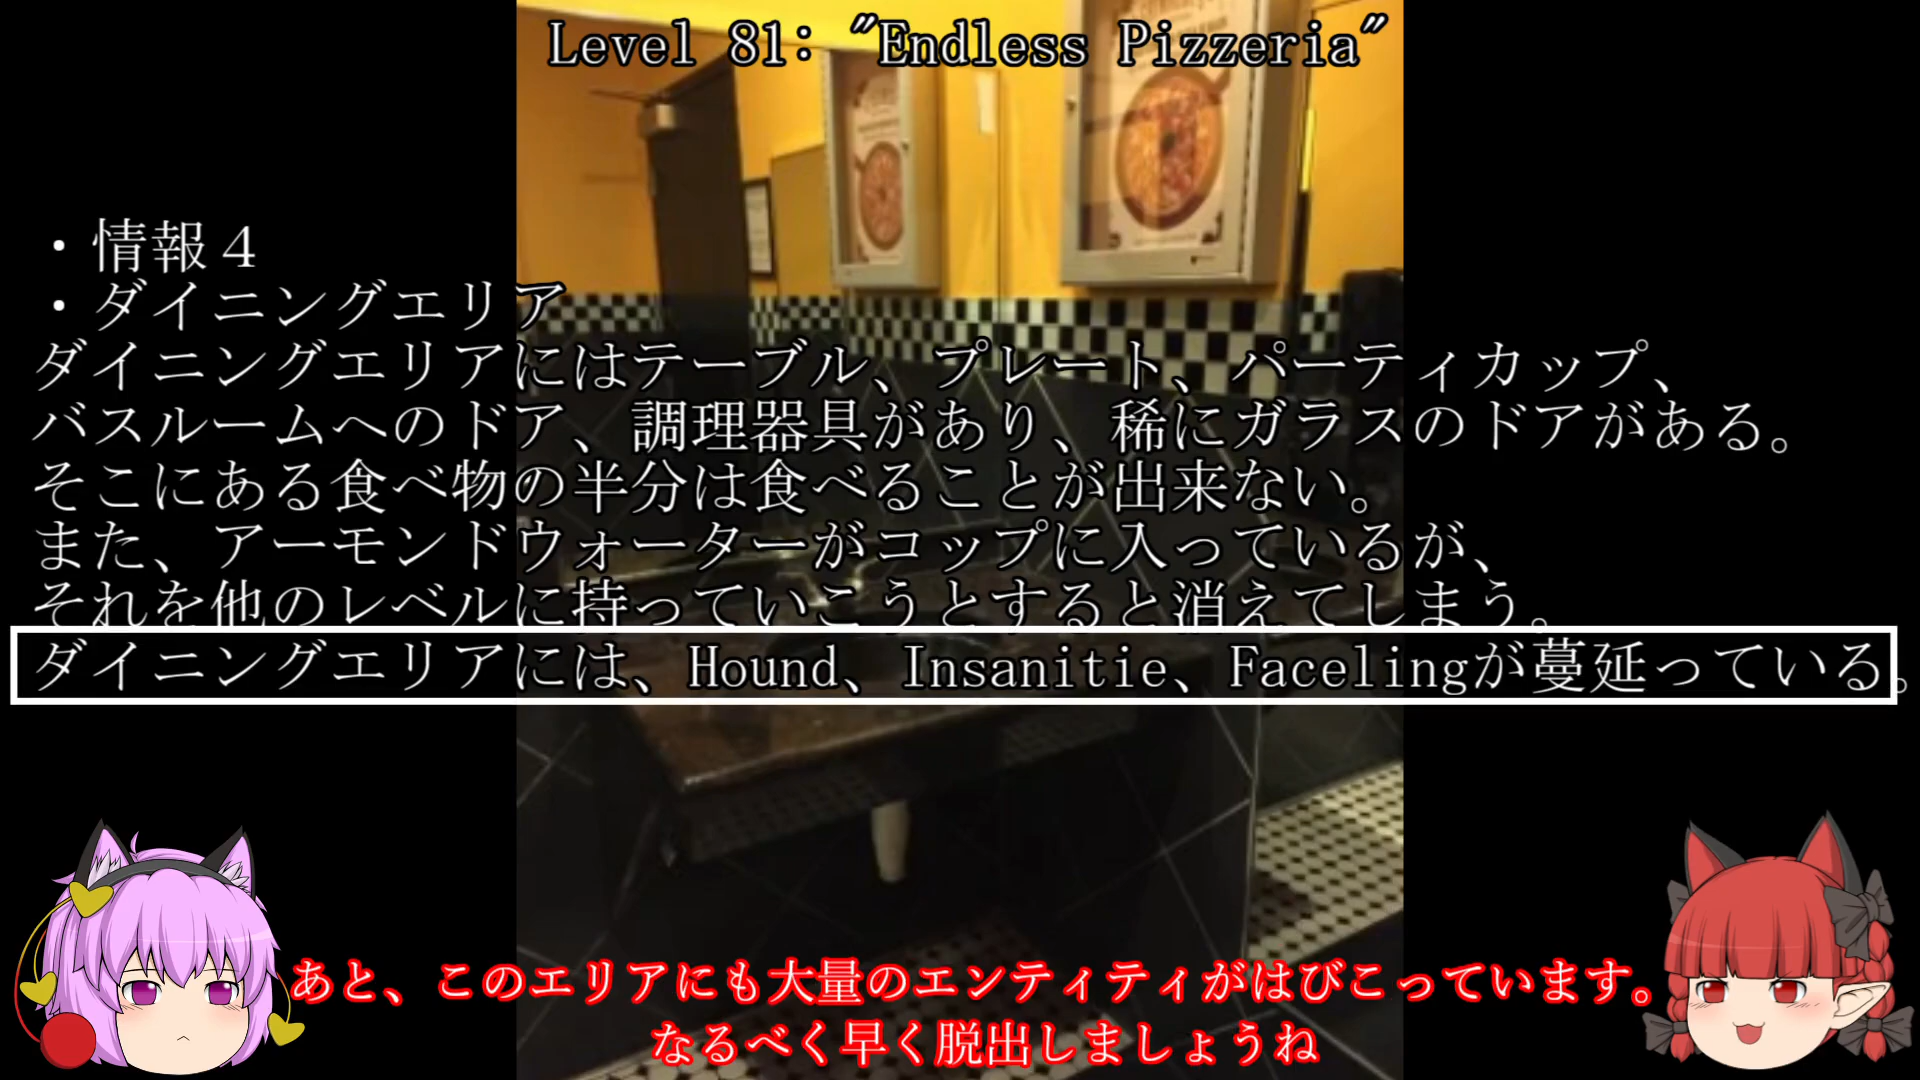 Level 81: "Endless Pizzeria"
・情報４
・ダイニングエリア
ダイニングエリアにはテーブル、プレート、パーティカップ、
バスルームへのドア、調理器具があり、稀にガラスのドアがある。
そこにある食べ物の半分は食べることが出来ない。
また、アーモンドウォーターがコップに入っているが、
それを他のレベルに持っていこうとすると消えてしまう。
ダイニングエリアには、Hound、Insanitie、Facelingが蔓延っている。
あと、このエリアにも大量のエンティティがはびこっています。
なるべく早く脱出しましょうね